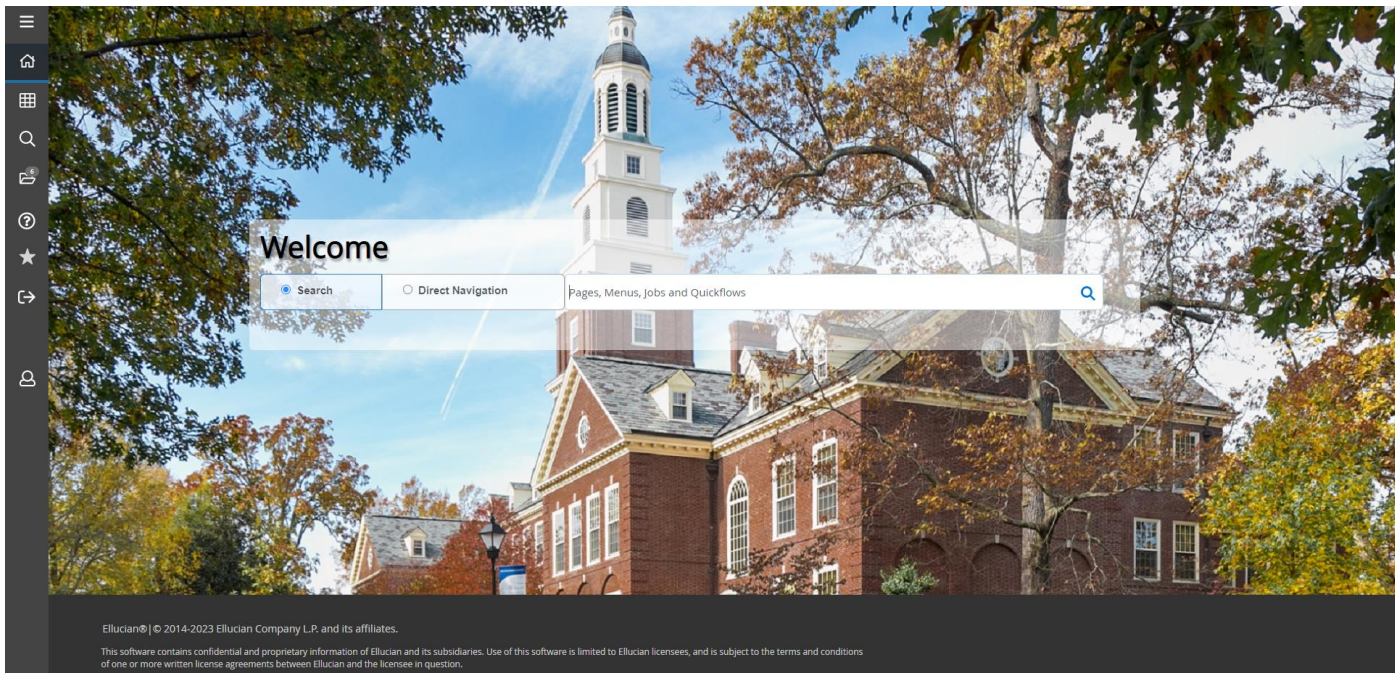 6
Welcome
Search
Direct Navigation
Pages, Menus, Jobs and Quickflows
Ellucian®|© 2014-2023 Ellucian Company L.P. and its affiliates.
This software contains confidential and proprietary information of Ellucian and its subsidiaries. Use of this software is limited to Ellucian licensees, and is subject to the terms and conditions
of one or more written license agreements between Ellucian and the licensee in question.